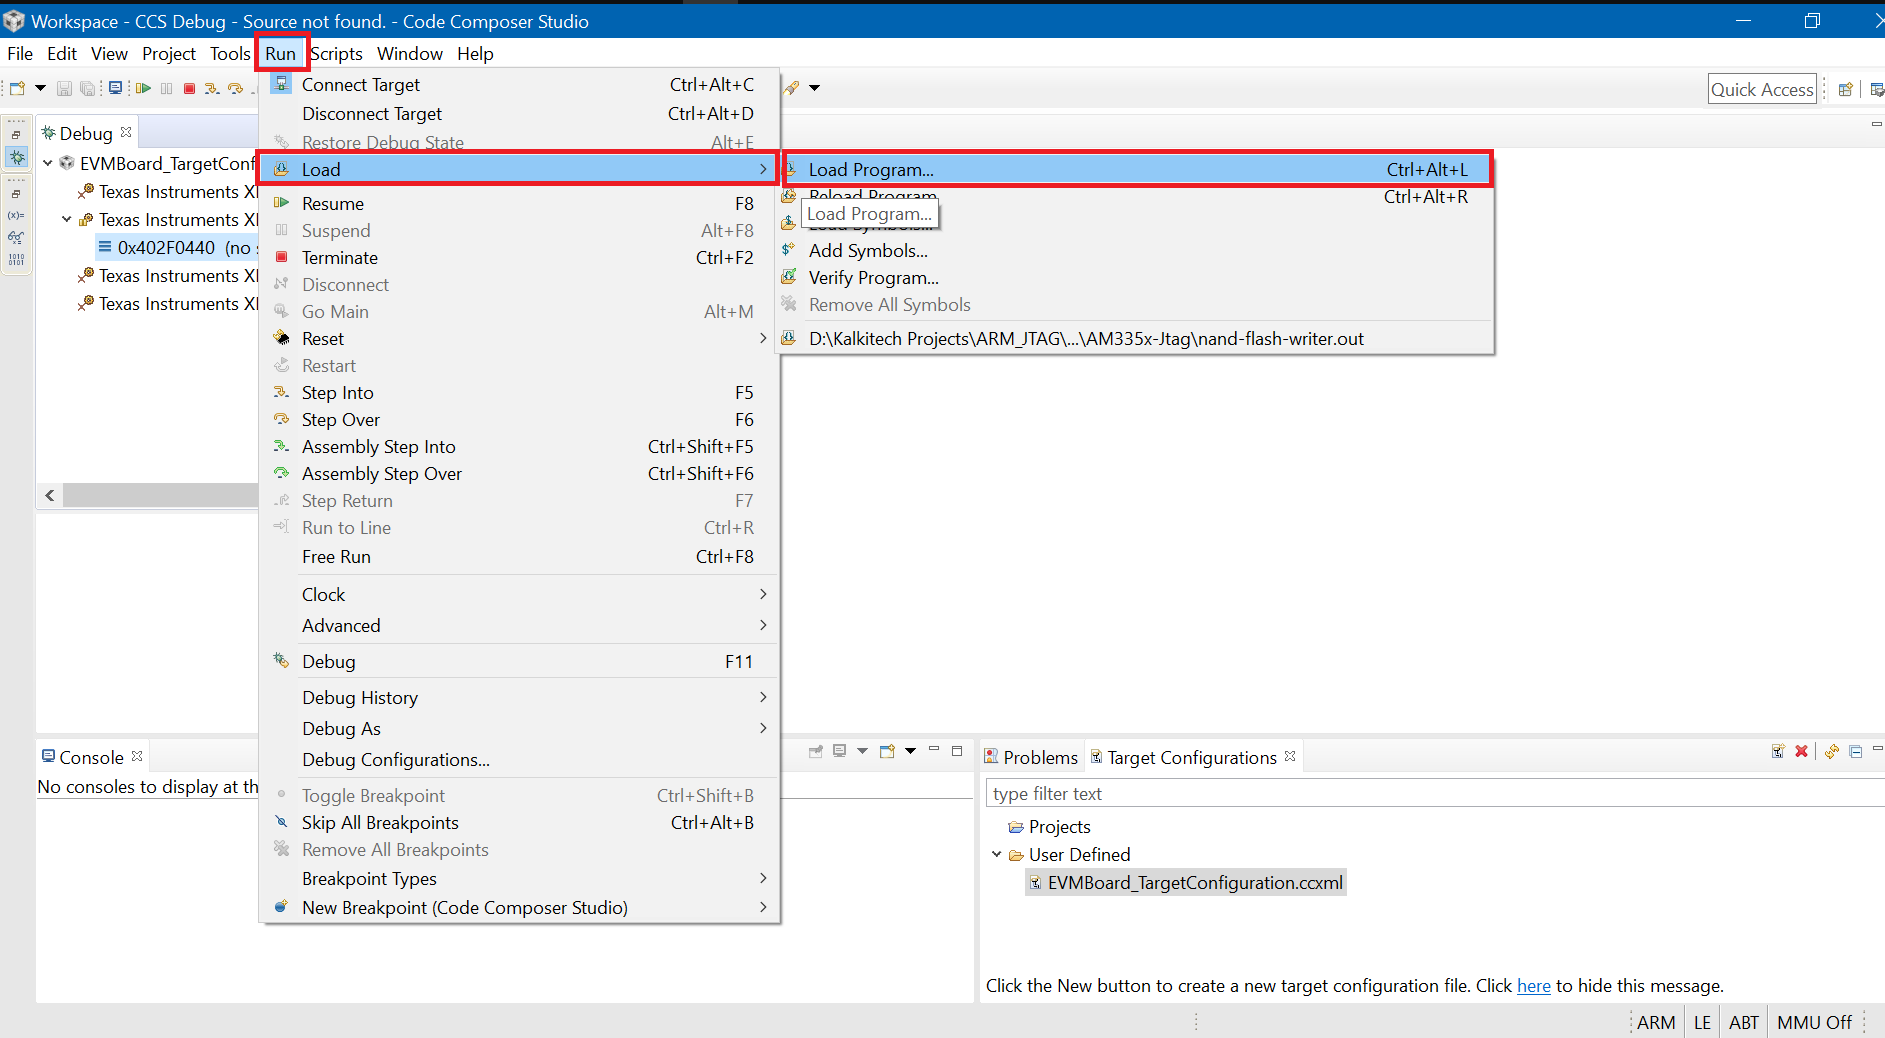 Workspace - CCS Debug - Source not found. - Code Composer Studio
File Edit View Project Tools Run Scripts Window Help
Quick Access
Debug
EVMBoard_TargetConf
Texas Instruments X
Texas Instruments X
0x402F0440 (no
Texas Instruments X
Texas Instruments X
Connect Target Ctrl+Alt+C
Disconnect Target Ctrl+Alt+D
Restore Debug State Alt+E
Load
Resume F8
Suspend Alt+F8
Terminate Ctrl+F2
Disconnect
Go Main Alt+M
Reset
Restart
Step Into F5
Step Over F6
Assembly Step Into Ctrl+Shift+F5
Assembly Step Over Ctrl+Shift+F6
Step Return F7
Run to Line Ctrl+R
Free Run Ctrl+F8
Clock
Advanced
Debug F11
Debug History
Debug As
Debug Configurations...
Toggle Breakpoint Ctrl+Shift+B
Skip All Breakpoints Ctrl+Alt+B
Remove All Breakpoints
Breakpoint Types
New Breakpoint (Code Composer Studio)
Load Program... Ctrl+Alt+L
Reload Program Ctrl+Alt+R
Load Program...
Load Symbols...
Add Symbols...
Verify Program...
Remove All Symbols
D:\Kalkitech Projects\ARM_JTAG\...\AM335x-Jtag\nand-flash-writer.out
Console
No consoles to display at th
Problems Target Configurations
type filter text
Projects
User Defined
EVMBoard_TargetConfiguration.ccxml
Click the New button to create a new target configuration file. Click here to hide this message.
ARM LE ABT MMU Off